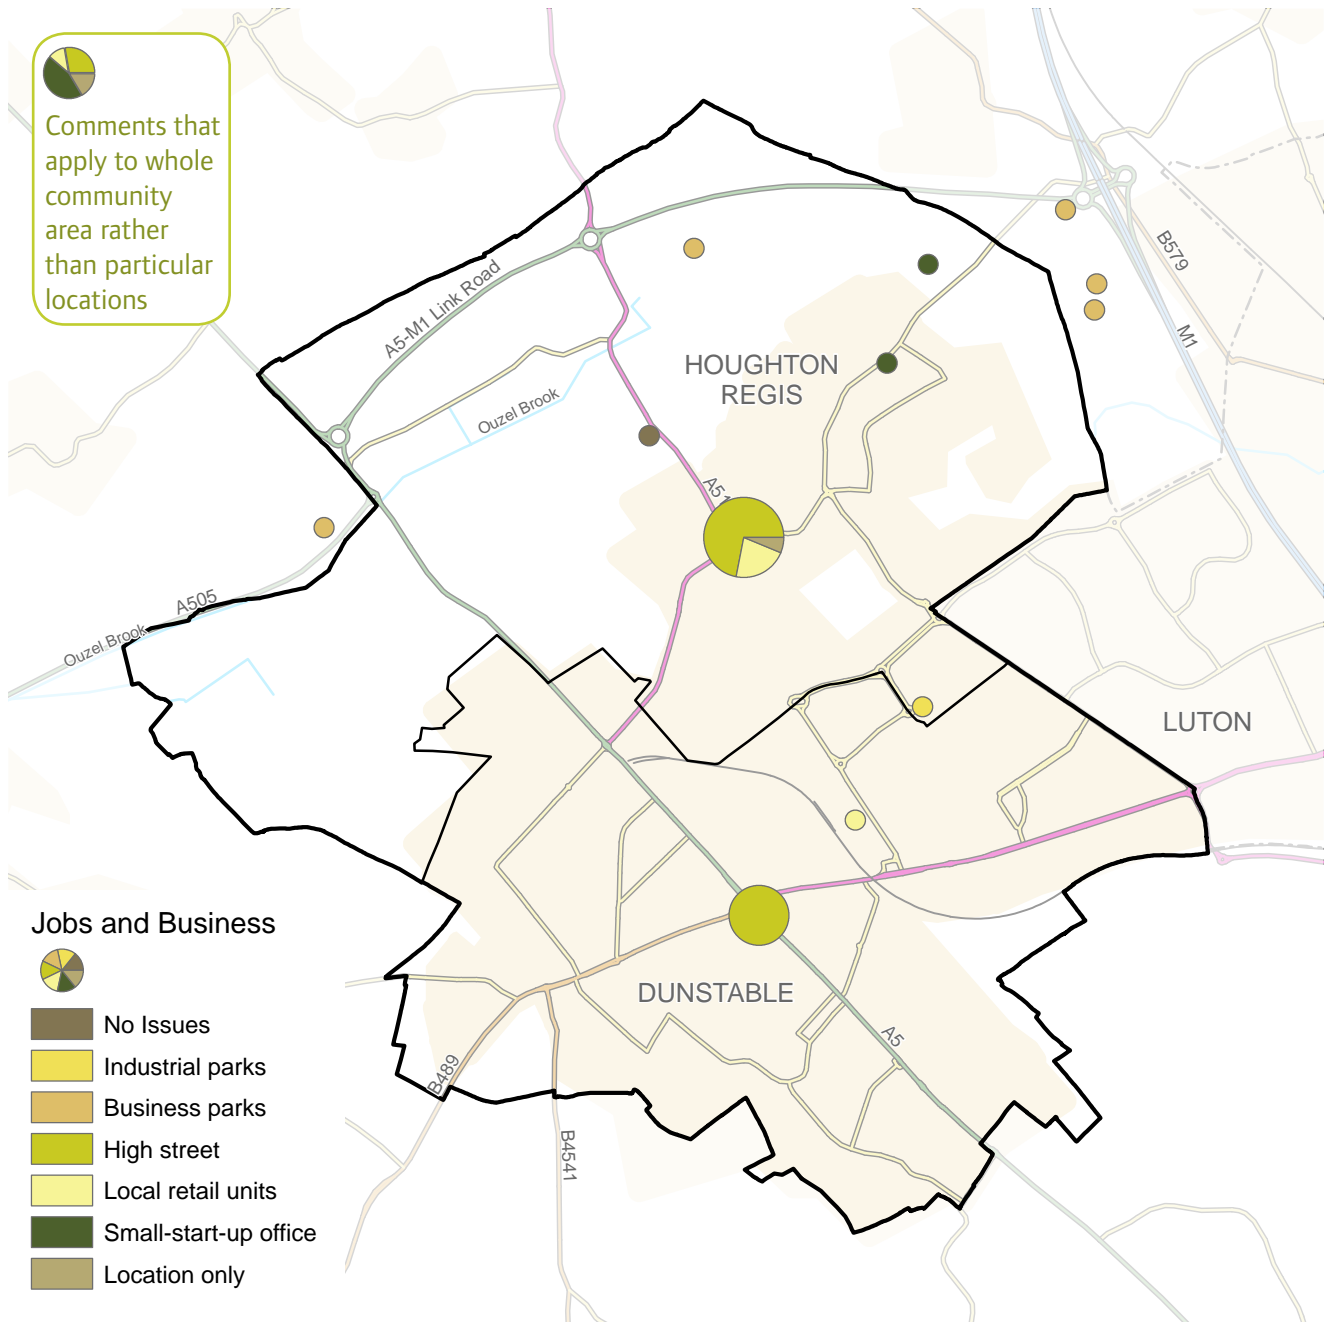 Comments that
apply to whole
community
area rather
than particular
locations
A5-M1 Link Road
B579
M1
HOUGHTON
REGIS
Ouzel Brook
A51
A505
Ouzel Brook
LUTON
DUNSTABLE
A5
B489
B4541
Jobs and Business
No Issues
Industrial parks
Business parks
High street
Local retail units
Small-start-up office
Location only